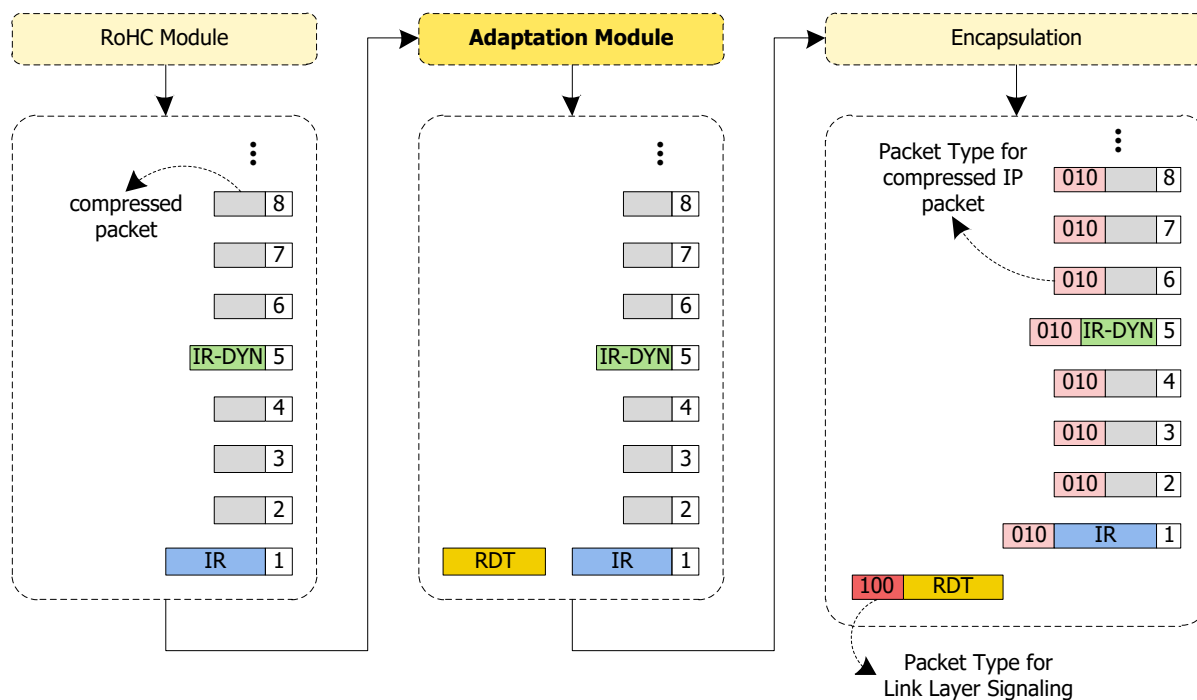 RoHC Module
Adaptation Module
Encapsulation
compressed
packet
8
7
6
IR-DYN 5
4
3
2
IR 1
8
7
6
IR-DYN 5
4
3
2
RDT IR 1
Packet Type for
compressed IP
packet
010 8
010 7
010 6
010 IR-DYN 5
010 4
010 3
010 2
010 IR 1
100 RDT
Packet Type for
Link Layer Signaling